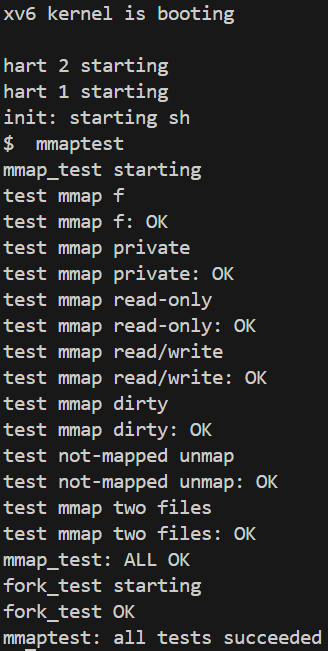 xv6 kernel is booting

hart 2 starting
hart 1 starting
init: starting sh
$  mmaptest
mmap_test starting
test mmap f
test mmap f: OK
test mmap private
test mmap private: OK
test mmap read-only
test mmap read-only: OK
test mmap read/write
test mmap read/write: OK
test mmap dirty
test mmap dirty: OK
test not-mapped unmap
test not-mapped unmap: OK
test mmap two files
test mmap two files: OK
mmap_test: ALL OK
fork_test starting
fork_test OK
mmaptest: all tests succeeded